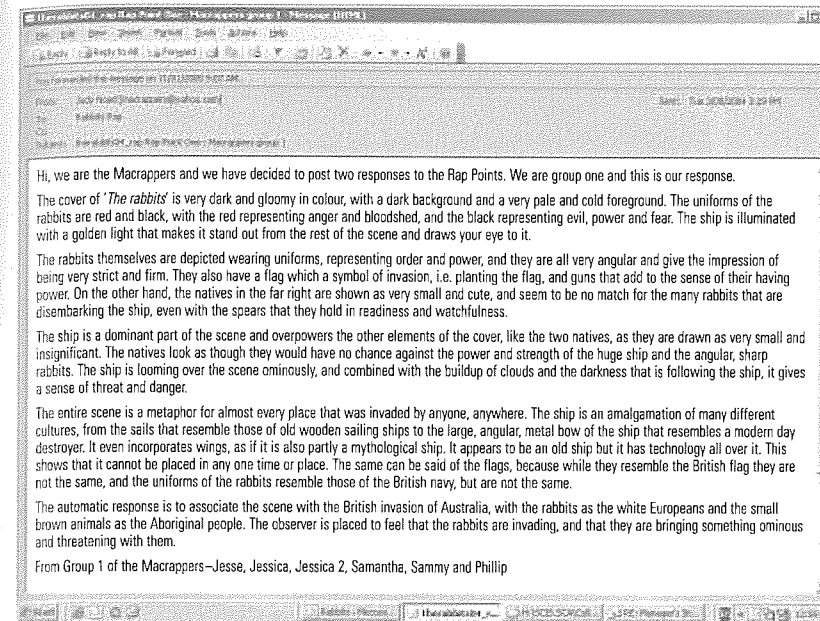 Hi, we are the Macrappers and we have decided to post two responses to the Rap Points. We are group one and this is our response.
The cover of 'The rabbits' is very dark and gloomy in colour, with a dark background and a very pale and cold foreground. The uniforms of the
rabbits are red and black, with the red representing anger and bloodshed, and the black representing evil, power and fear. The ship is illuminated
with a golden light that makes it stand out from the rest of the scene and draws your eye to it.
The rabbits themselves are depicted wearing uniforms, representing order and power, and they are all very angular and give the impression of
being very strict and firm. They also have a flag which a symbol of invasion, i.e. planting the flag, and guns that add to the sense of their having
power. On the other hand, the natives in the far right are shown as very small and cute, and seem to be no match for the many rabbits that are
disembarking the ship, even with the spears that they hold in readiness and watchfulness.
The ship is a dominant part of the scene and overpowers the other elements of the cover, like the two natives, as they are drawn as very small and
insignificant. The natives look as though they would have no chance against the power and strength of the huge ship and the angular, sharp
rabbits. The ship is looming over the scene ominously, and combined with the buildup of clouds and the darkness that is following the ship, it gives
a sense of threat and danger.
The entire scene is a metaphor for almost every place that was invaded by anyone, anywhere. The ship is an amalgamation of many different
cultures, from the sails that resemble those of old wooden sailing ships to the large, angular, metal bow of the ship that resembles a modern day
destroyer. It even incorporates wings, as if it is also partly a mythological ship. It appears to be an old ship but it has technology all over it. This
shows that it cannot be placed in any one time or place. The same can be said of the flags, because while they resemble the British flag they are
not the same, and the uniforms of the rabbits resemble those of the British navy, but are not the same.
The automatic response is to associate the scene with the British invasion of Australia, with the rabbits as the white Europeans and the small
brown animals as the Aboriginal people. The observer is placed to feel that the rabbits are invading, and that they are bringing something ominous
and threatening with them.
From Group 1 of the Macrappers–Jesse, Jessica, Jessica 2, Samantha, Sammy and Phillip